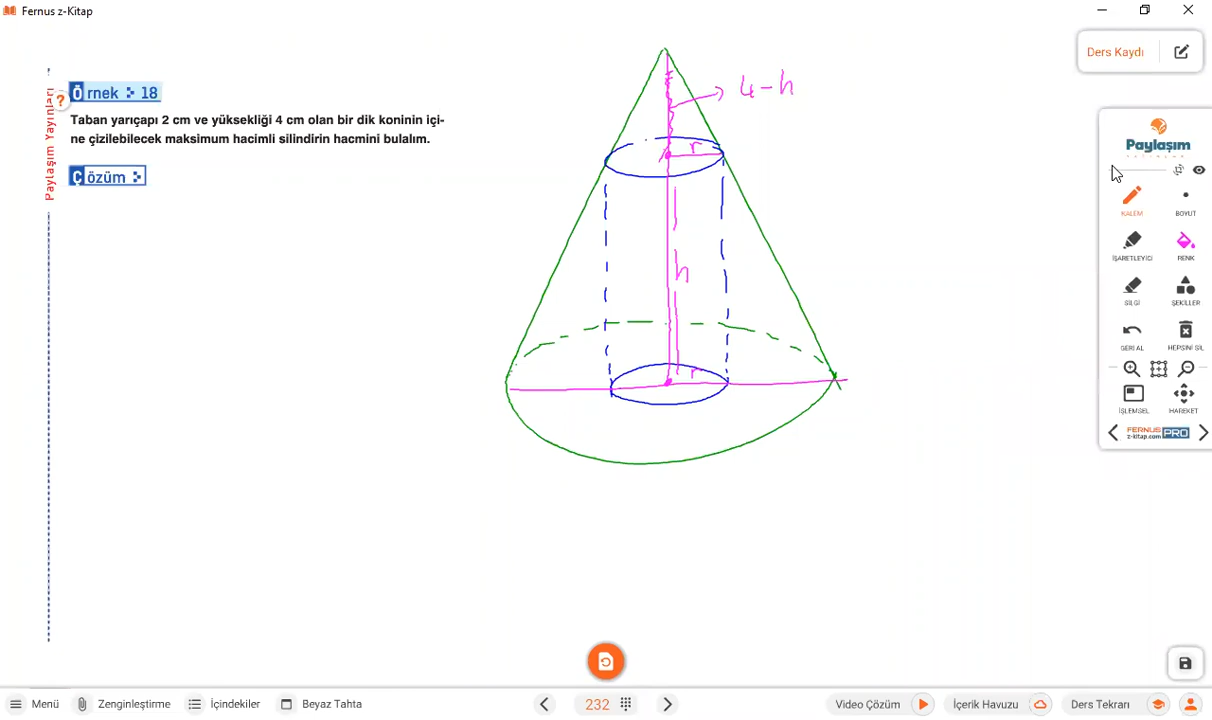 Fernus z-Kitap
Ders Kaydı
Paylaşım Yayınları
?
Örnek 18
Taban yarıçapı 2 cm ve yüksekliği 4 cm olan bir dik koninin içi-
ne çizilebilecek maksimum hacimli silindirin hacmini bulalım.
Çözüm
4-h
r
h
r
Paylaşım
KALEM
BOYUT
İŞARETLEYİCİ
RENK
SİLGİ
ŞEKİLLER
GERİ AL
HEPSİNİ SİL
İŞLEMSEL
HAREKET
FERNUS
z-kitap.com PRO
Menü
Zenginleştirme
İçindekiler
Beyaz Tahta
232
Video Çözüm
İçerik Havuzu
Ders Tekrarı